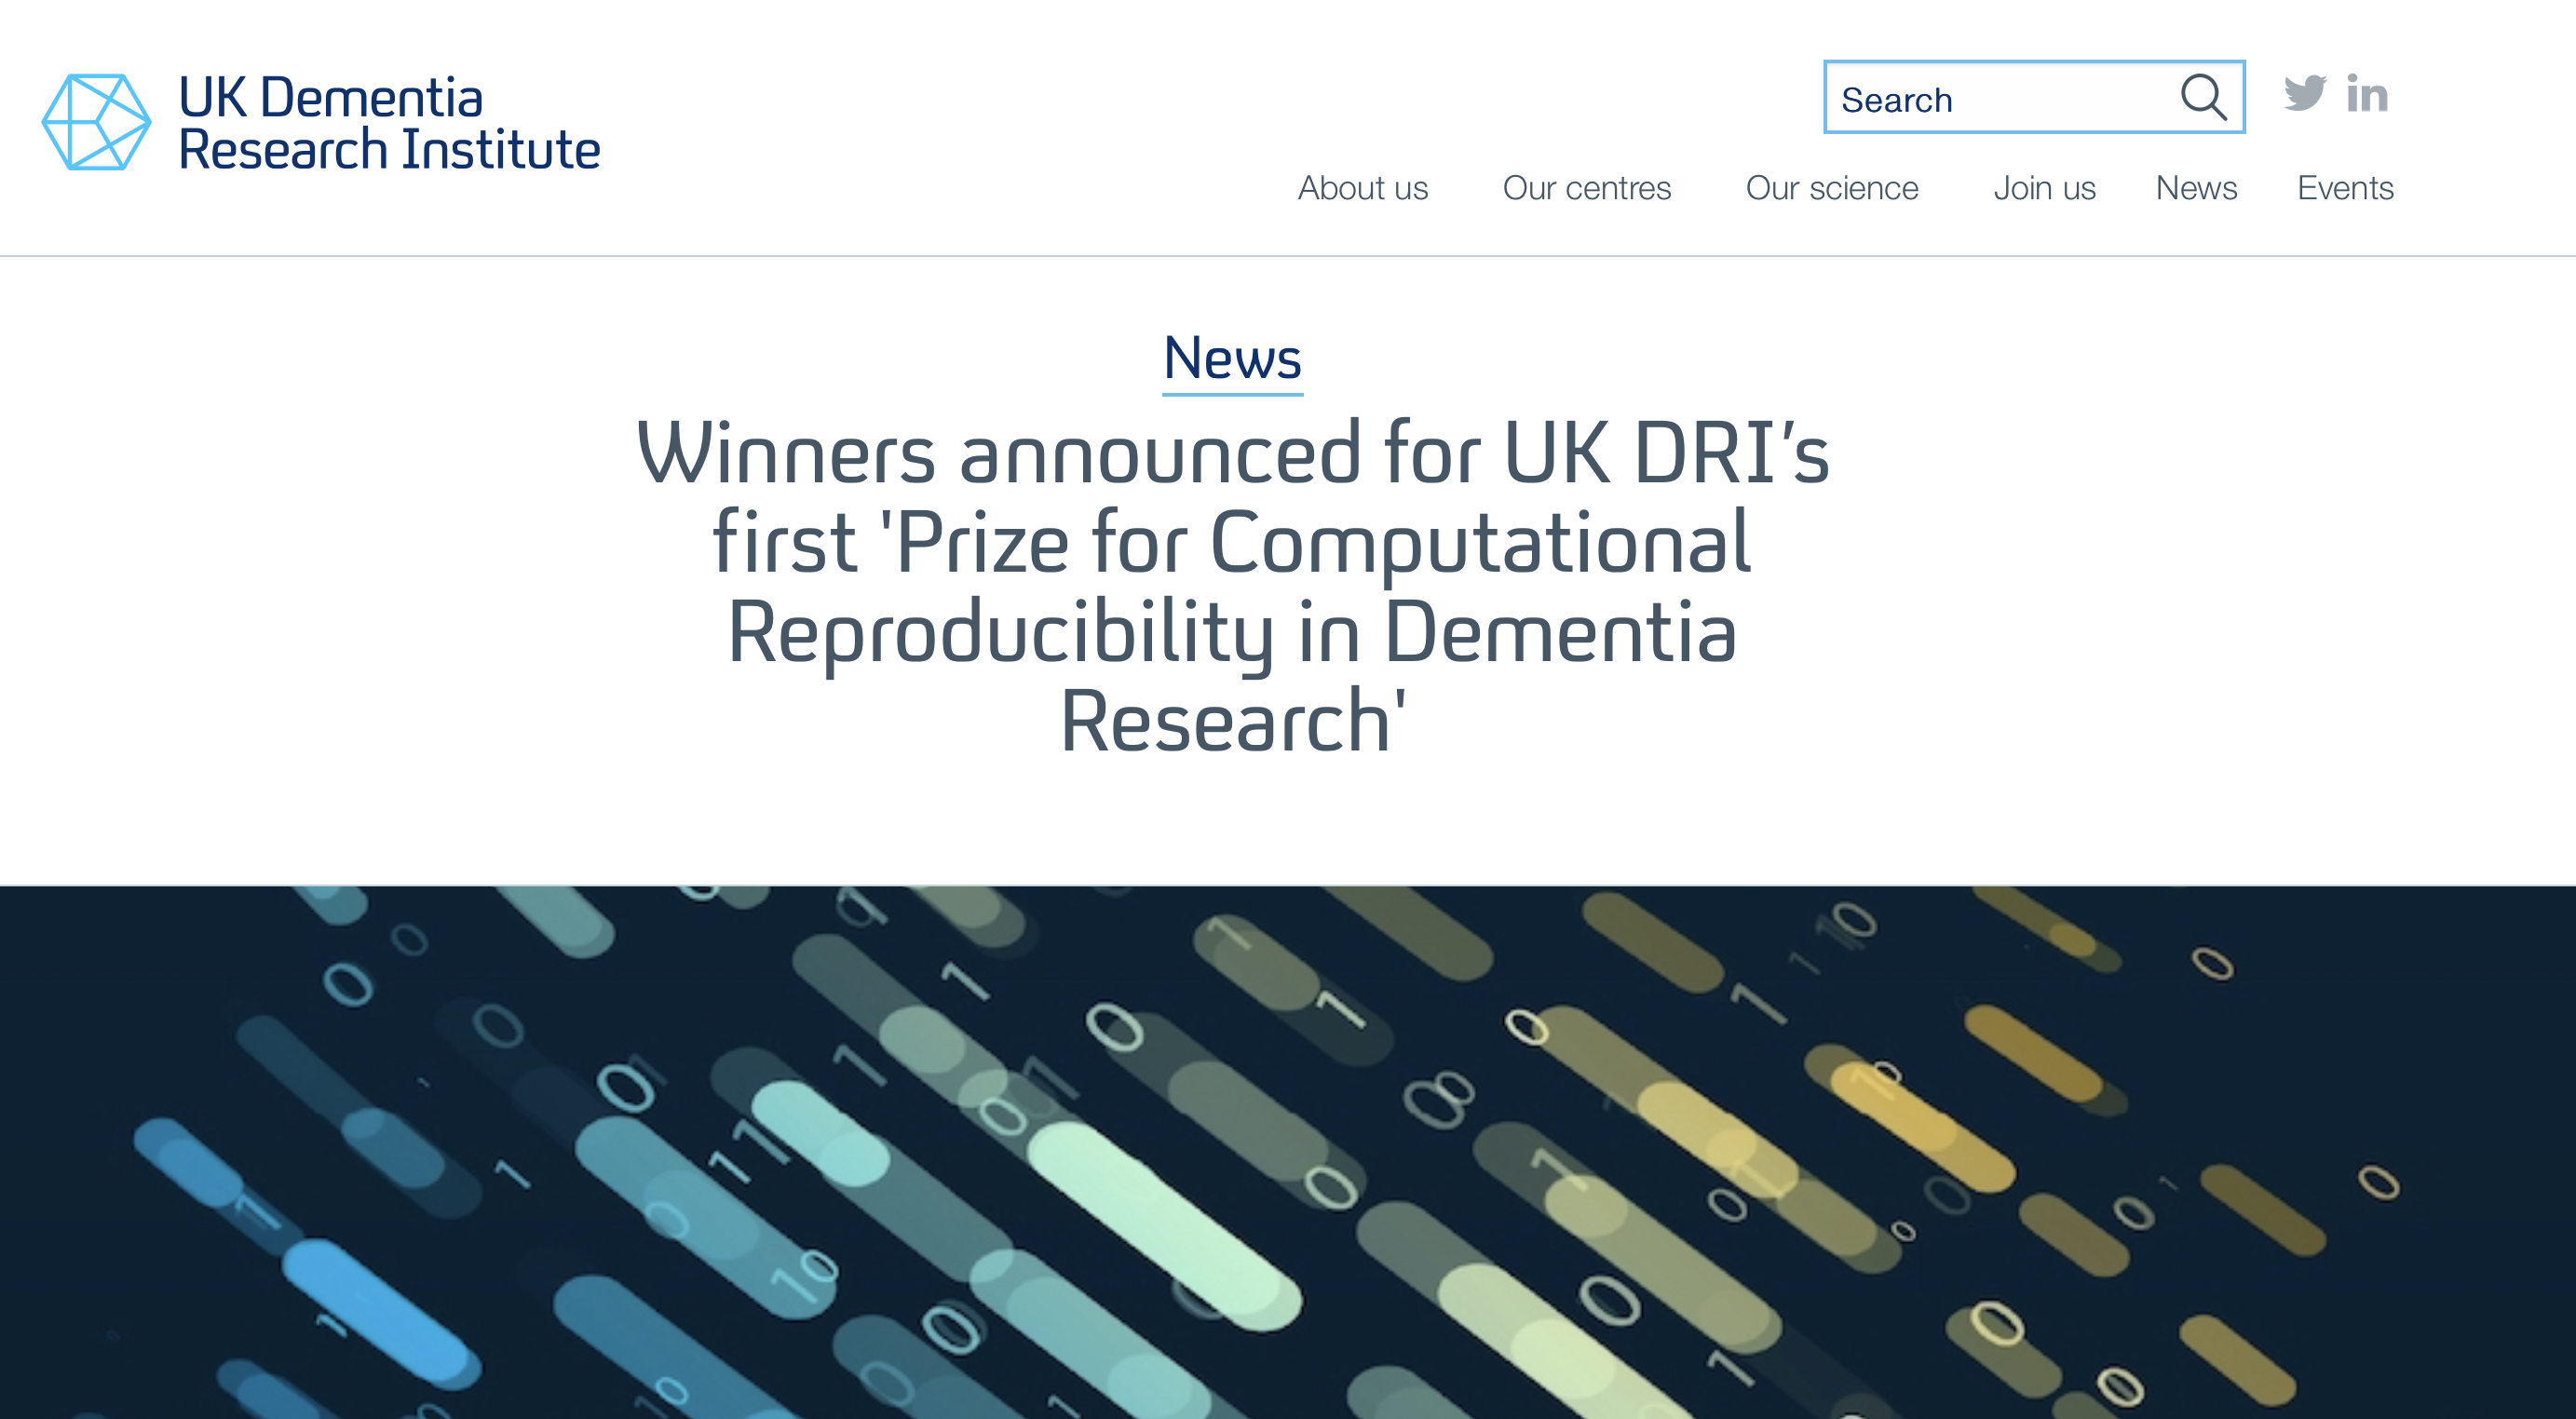 UK Dementia
Research Institute
Search
About us Our centres Our science Join us News Events
News
Winners announced for UK DRI’s
first 'Prize for Computational
Reproducibility in Dementia
Research'